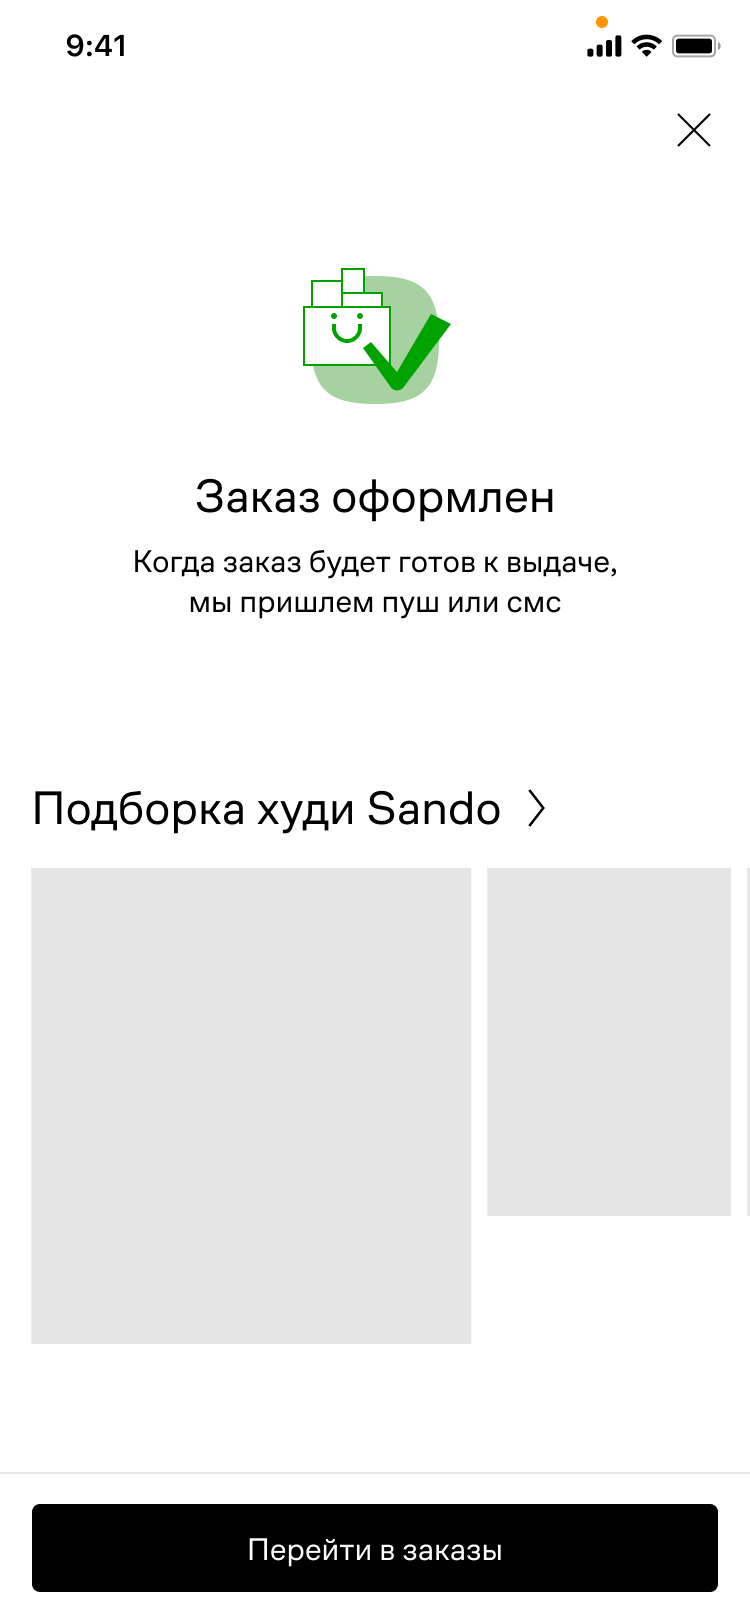 9:41
Заказ оформлен
Когда заказ будет готов к выдаче,
мы пришлем пуш или смс
Подборка худи Sando
Перейти в заказы